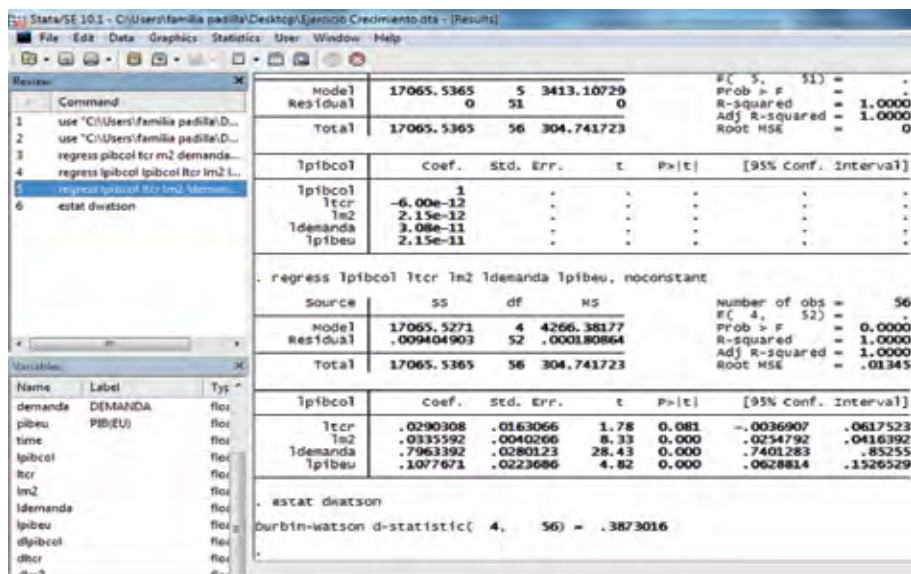 Stata/SE 10.1 - C:\Users\familia padilla\Desktop\Ejercicio Crecimiento.dta - [Results]
File Edit Data Graphics Statistics User Window Help
Review
Command
1 use "C:\Users\familia padilla\D...
2 use "C:\Users\familia padilla\D...
3 regress pibcol tcr m2 demanda...
4 regress lpibcol lpibcol ltcr lm2 l...
5 regress lpibcol ltcr lm2 ldeman...
6 estat dwatson
Variables
Name Label Typ
demanda DEMANDA floa
pibeu PIB(EU) floa
time floa
lpibcol floa
ltcr floa
lm2 floa
ldemanda floa
lpibeu floa
dlpibcol floa
dltcr floa
F( 5, 51) = .
Model 17065.5365 5 3413.10729 Prob > F = .
Residual 0 51 0 R-squared = 1.0000
Adj R-squared = 1.0000
Total 17065.5365 56 304.741723 Root MSE = 0
lpibcol Coef. Std. Err. t P>|t| [95% Conf. Interval]
lpibcol 1 . . . . .
ltcr -6.00e-12 . . . . .
lm2 2.15e-12 . . . . .
ldemanda 3.08e-11 . . . . .
lpibeu 2.15e-11 . . . . .
. regress lpibcol ltcr lm2 ldemanda lpibeu, noconstant
Source SS df MS Number of obs = 56
F( 4, 52) = .
Model 17065.5271 4 4266.38177 Prob > F = 0.0000
Residual .009404903 52 .000180864 R-squared = 1.0000
Adj R-squared = 1.0000
Total 17065.5365 56 304.741723 Root MSE = .01345
lpibcol Coef. Std. Err. t P>|t| [95% Conf. Interval]
ltcr .0290308 .0163066 1.78 0.081 -.0036907 .0617523
lm2 .0335592 .0040266 8.33 0.000 .0254792 .0416392
ldemanda .7963392 .0280123 28.43 0.000 .7401283 .85255
lpibeu .1077671 .0223686 4.82 0.000 .0628814 .1526529
. estat dwatson
Durbin-Watson d-statistic( 4, 56) = .3873016
.